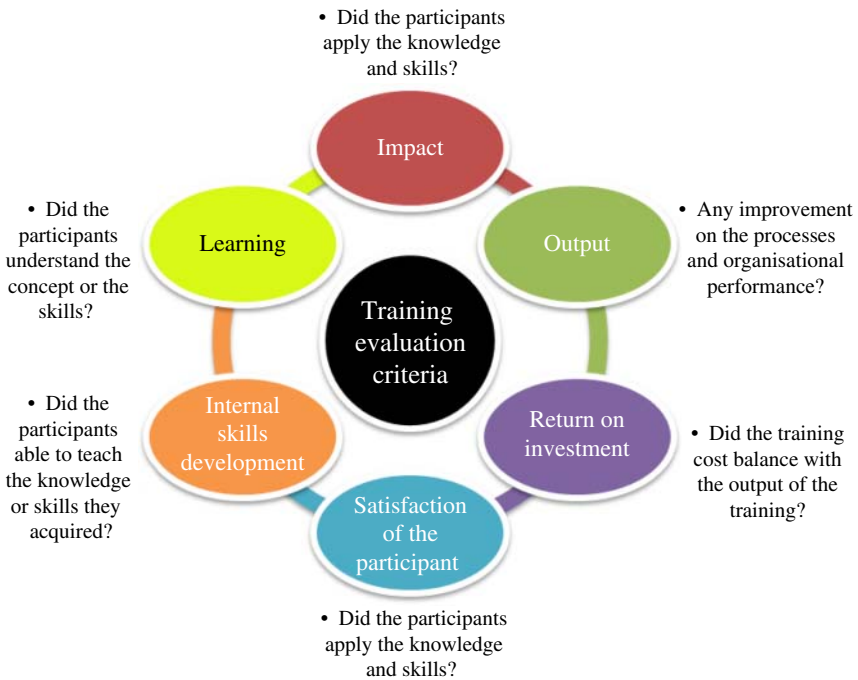 • Did the participants
apply the knowledge
and skills?
Impact
• Did the
participants
understand the
concept or the
skills?
Learning
Output
• Any improvement
on the processes
and organisational
performance?
Training
evaluation
criteria
• Did the
participants
able to teach
the knowledge
or skills they
acquired?
Internal
skills
development
Return on
investment
• Did the training
cost balance with
the output of the
training?
Satisfaction
of the
participant
• Did the participants
apply the knowledge
and skills?